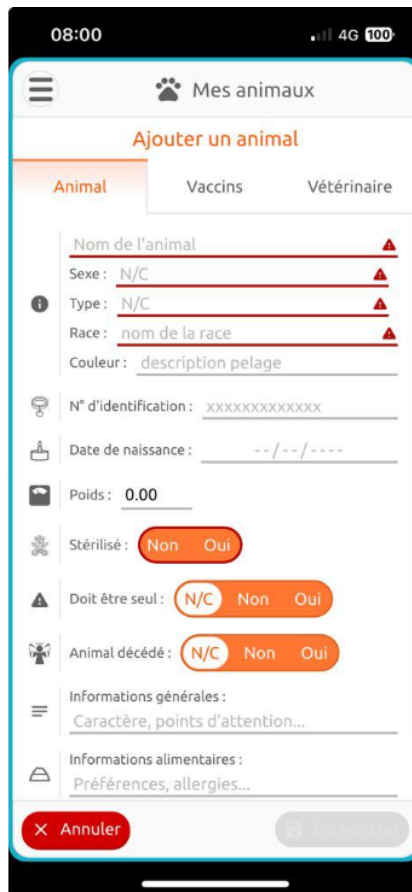 08:00 4G 100
Mes animaux
Ajouter un animal
Animal Vaccins Vétérinaire
Nom de l'animal
Sexe : N/C
Type : N/C
Race : nom de la race
Couleur : description pelage
N° d'identification : xxxxxxxxxxxxx
Date de naissance : --/--/----
Poids : 0.00
Stérilisé : Non Oui
Doit être seul : N/C Non Oui
Animal décédé : N/C Non Oui
Informations générales :
Caractère, points d'attention...
Informations alimentaires :
Préférences, allergies...
Annuler Enregistrer